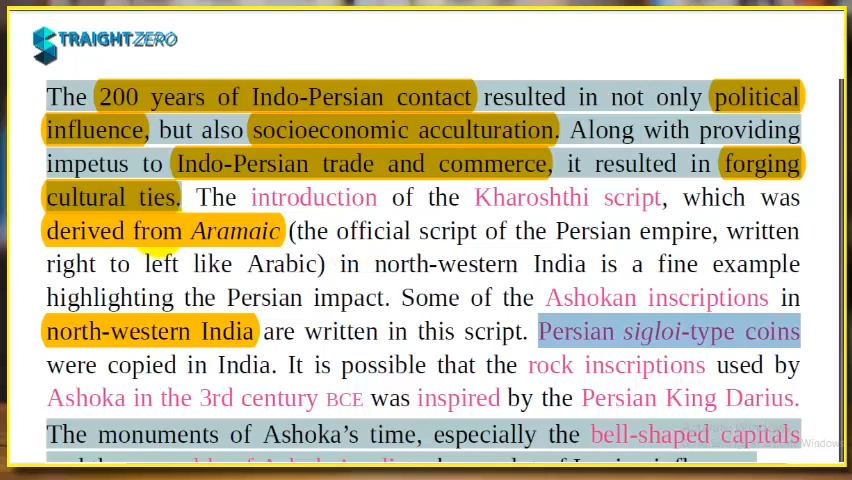 STRAIGHTZERO
The 200 years of Indo-Persian contact resulted in not only political
influence, but also socioeconomic acculturation. Along with providing
impetus to Indo-Persian trade and commerce, it resulted in forging
cultural ties. The introduction of the Kharoshthi script, which was
derived from Aramaic (the official script of the Persian empire, written
right to left like Arabic) in north-western India is a fine example
highlighting the Persian impact. Some of the Ashokan inscriptions in
north-western India are written in this script. Persian sigloi-type coins
were copied in India. It is possible that the rock inscriptions used by
Ashoka in the 3rd century BCE was inspired by the Persian King Darius.
The monuments of Ashoka's time, especially the bell-shaped capitals